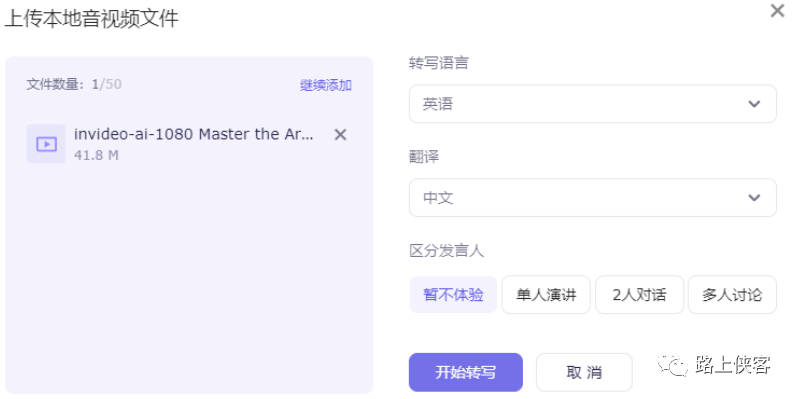 上传本地音视频文件
文件数量：1/50 继续添加
invideo-ai-1080 Master the Ar...
41.8 M
转写语言
英语
翻译
中文
区分发言人
暂不体验 单人演讲 2人对话 多人讨论
开始转写 取消
路上侠客